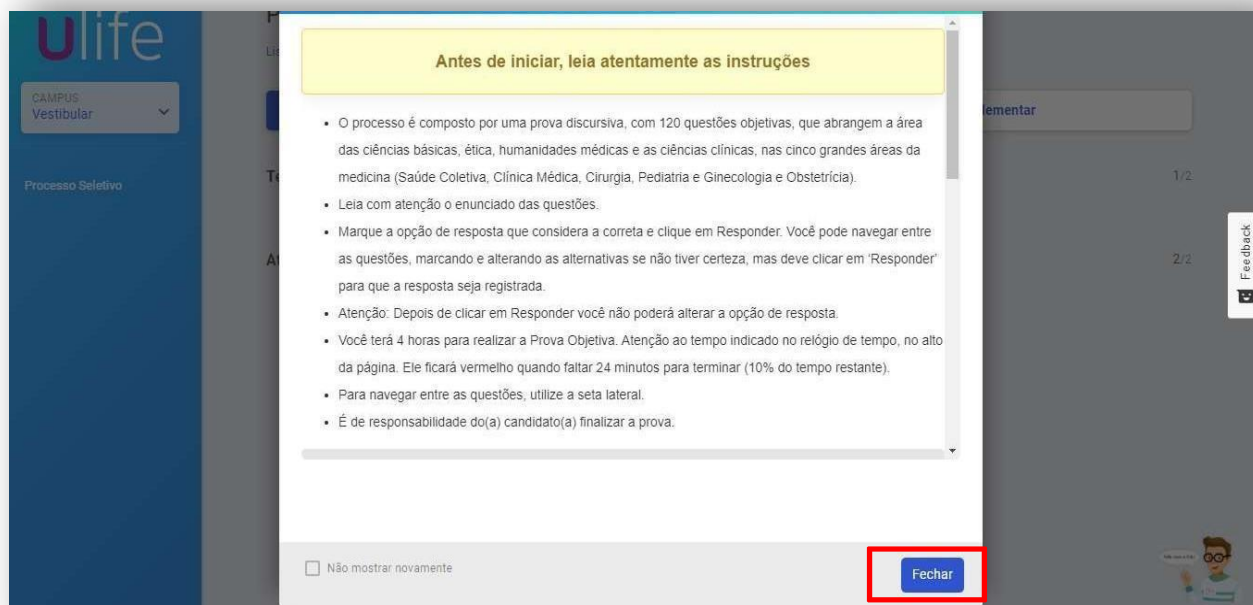 Ulife
CAMPUS
Vestibular
Processo Seletivo
lementar
1/2
2/2
Antes de iniciar, leia atentamente as instruções
• O processo é composto por uma prova discursiva, com 120 questões objetivas, que abrangem a área
das ciências básicas, ética, humanidades médicas e as ciências clínicas, nas cinco grandes áreas da
medicina (Saúde Coletiva, Clínica Médica, Cirurgia, Pediatria e Ginecologia e Obstetrícia).
• Leia com atenção o enunciado das questões.
• Marque a opção de resposta que considera a correta e clique em Responder. Você pode navegar entre
as questões, marcando e alterando as alternativas se não tiver certeza, mas deve clicar em 'Responder'
para que a resposta seja registrada.
• Atenção: Depois de clicar em Responder você não poderá alterar a opção de resposta.
• Você terá 4 horas para realizar a Prova Objetiva. Atenção ao tempo indicado no relógio de tempo, no alto
da página. Ele ficará vermelho quando faltar 24 minutos para terminar (10% do tempo restante).
• Para navegar entre as questões, utilize a seta lateral.
• É de responsabilidade do(a) candidato(a) finalizar a prova.
Não mostrar novamente
Fechar
Feedback